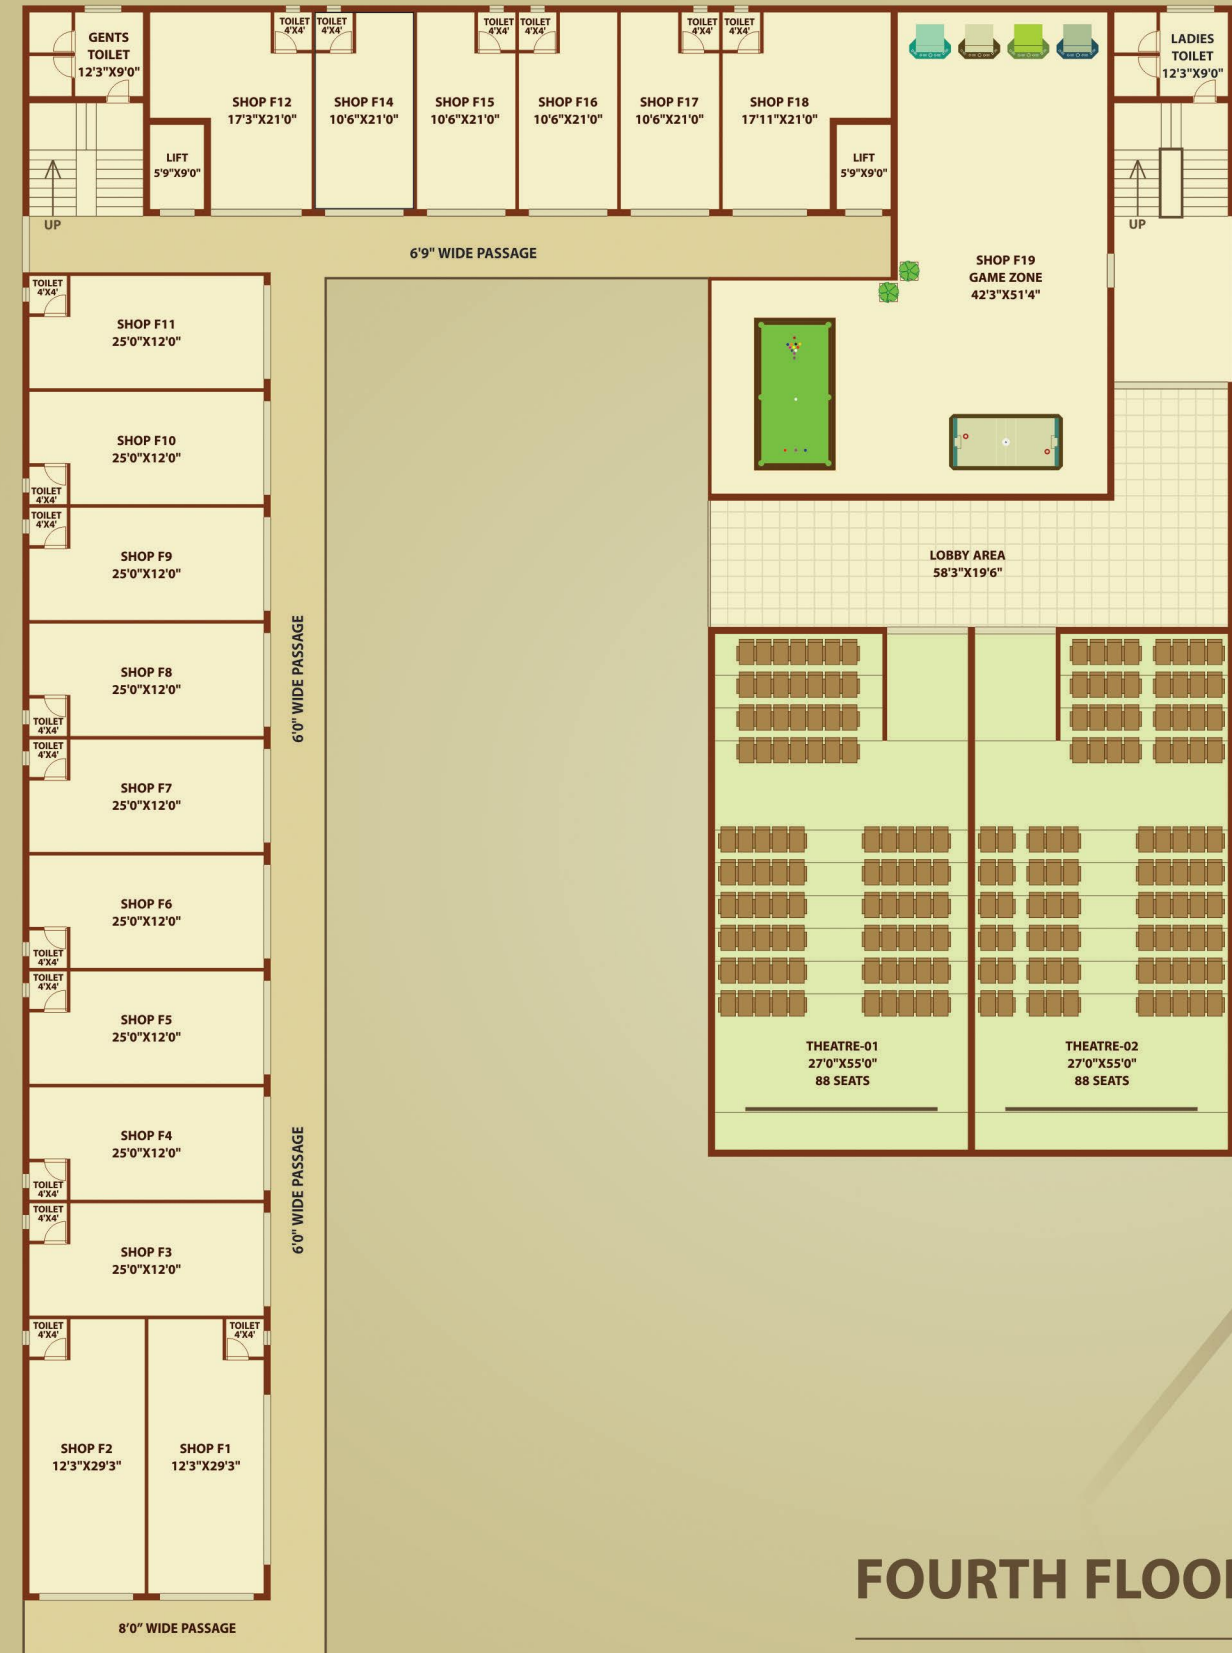 GENTS
TOILET
12'3"X9'0"
TOILET
4'X4'
TOILET
4'X4'
TOILET
4'X4'
TOILET
4'X4'
TOILET
4'X4'
TOILET
4'X4'
LADIES
TOILET
12'3"X9'0"
SHOP F12
17'3"X21'0"
SHOP F14
10'6"X21'0"
SHOP F15
10'6"X21'0"
SHOP F16
10'6"X21'0"
SHOP F17
10'6"X21'0"
SHOP F18
17'11"X21'0"
LIFT
5'9"X9'0"
LIFT
5'9"X9'0"
UP
UP
6'9" WIDE PASSAGE
SHOP F19
GAME ZONE
42'3"X51'4"
TOILET
4'X4'
SHOP F11
25'0"X12'0"
SHOP F10
25'0"X12'0"
TOILET
4'X4'
TOILET
4'X4'
SHOP F9
25'0"X12'0"
LOBBY AREA
58'3"X19'6"
6'0" WIDE PASSAGE
SHOP F8
25'0"X12'0"
TOILET
4'X4'
TOILET
4'X4'
SHOP F7
25'0"X12'0"
SHOP F6
25'0"X12'0"
TOILET
4'X4'
TOILET
4'X4'
SHOP F5
25'0"X12'0"
THEATRE-01
27'0"X55'0"
88 SEATS
THEATRE-02
27'0"X55'0"
88 SEATS
SHOP F4
25'0"X12'0"
6'0" WIDE PASSAGE
TOILET
4'X4'
TOILET
4'X4'
SHOP F3
25'0"X12'0"
TOILET
4'X4'
TOILET
4'X4'
SHOP F2
12'3"X29'3"
SHOP F1
12'3"X29'3"
FOURTH FLOO
8'0" WIDE PASSAGE